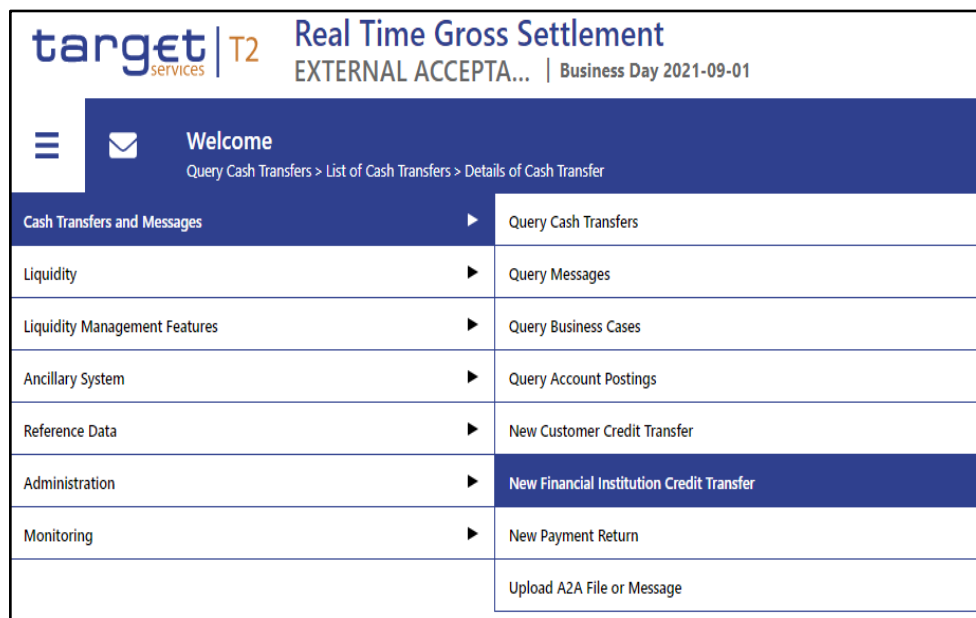 target services | T2
Real Time Gross Settlement
EXTERNAL ACCEPTA... | Business Day 2021-09-01
Welcome
Query Cash Transfers > List of Cash Transfers > Details of Cash Transfer
Cash Transfers and Messages
Liquidity
Liquidity Management Features
Ancillary System
Reference Data
Administration
Monitoring
Query Cash Transfers
Query Messages
Query Business Cases
Query Account Postings
New Customer Credit Transfer
New Financial Institution Credit Transfer
New Payment Return
Upload A2A File or Message